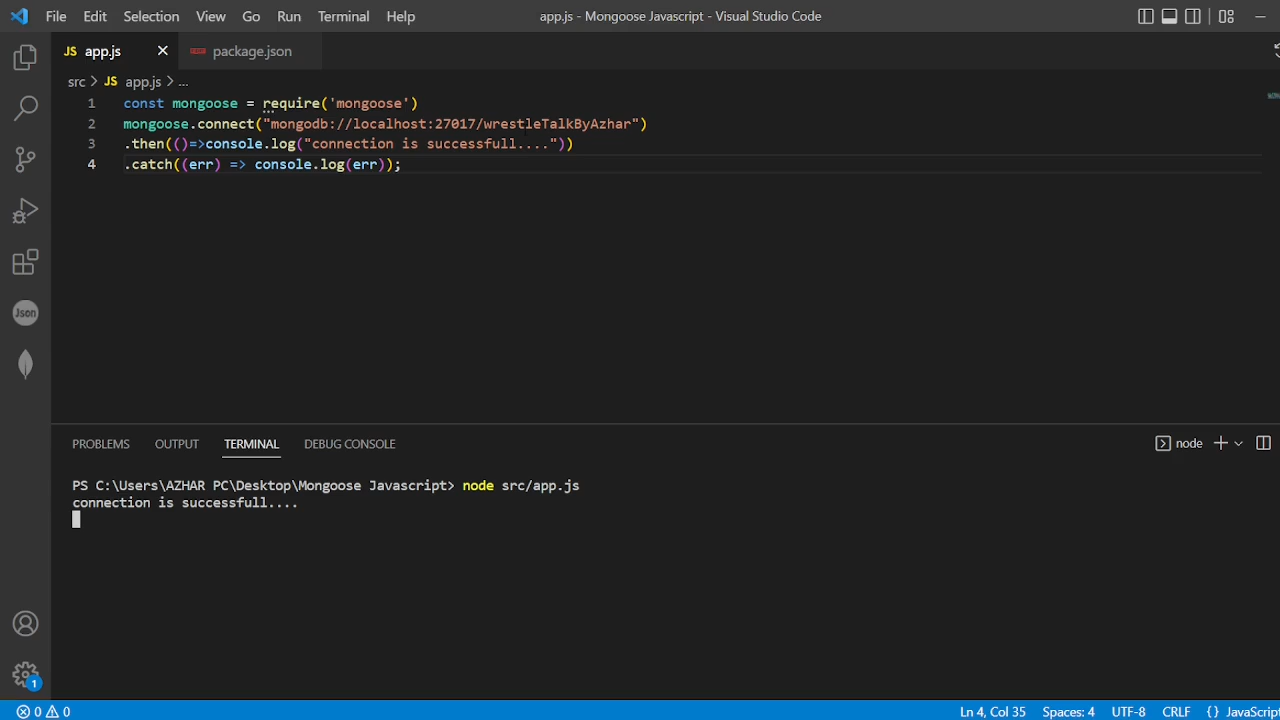 File Edit Selection View Go Run Terminal Help app.js - Mongoose Javascript - Visual Studio Code
JS app.js package.json
src > JS app.js > ...
1 const mongoose = require('mongoose')
2 mongoose.connect("mongodb://localhost:27017/wrestleTalkByAzhar")
3 .then(()=>console.log("connection is successfull...."))
4 .catch((err) => console.log(err));
Json
PROBLEMS OUTPUT TERMINAL DEBUG CONSOLE node
PS C:\Users\AZHAR PC\Desktop\Mongoose Javascript> node src/app.js
connection is successfull....
1
0 0 Ln 4, Col 35 Spaces: 4 UTF-8 CRLF {} JavaScript